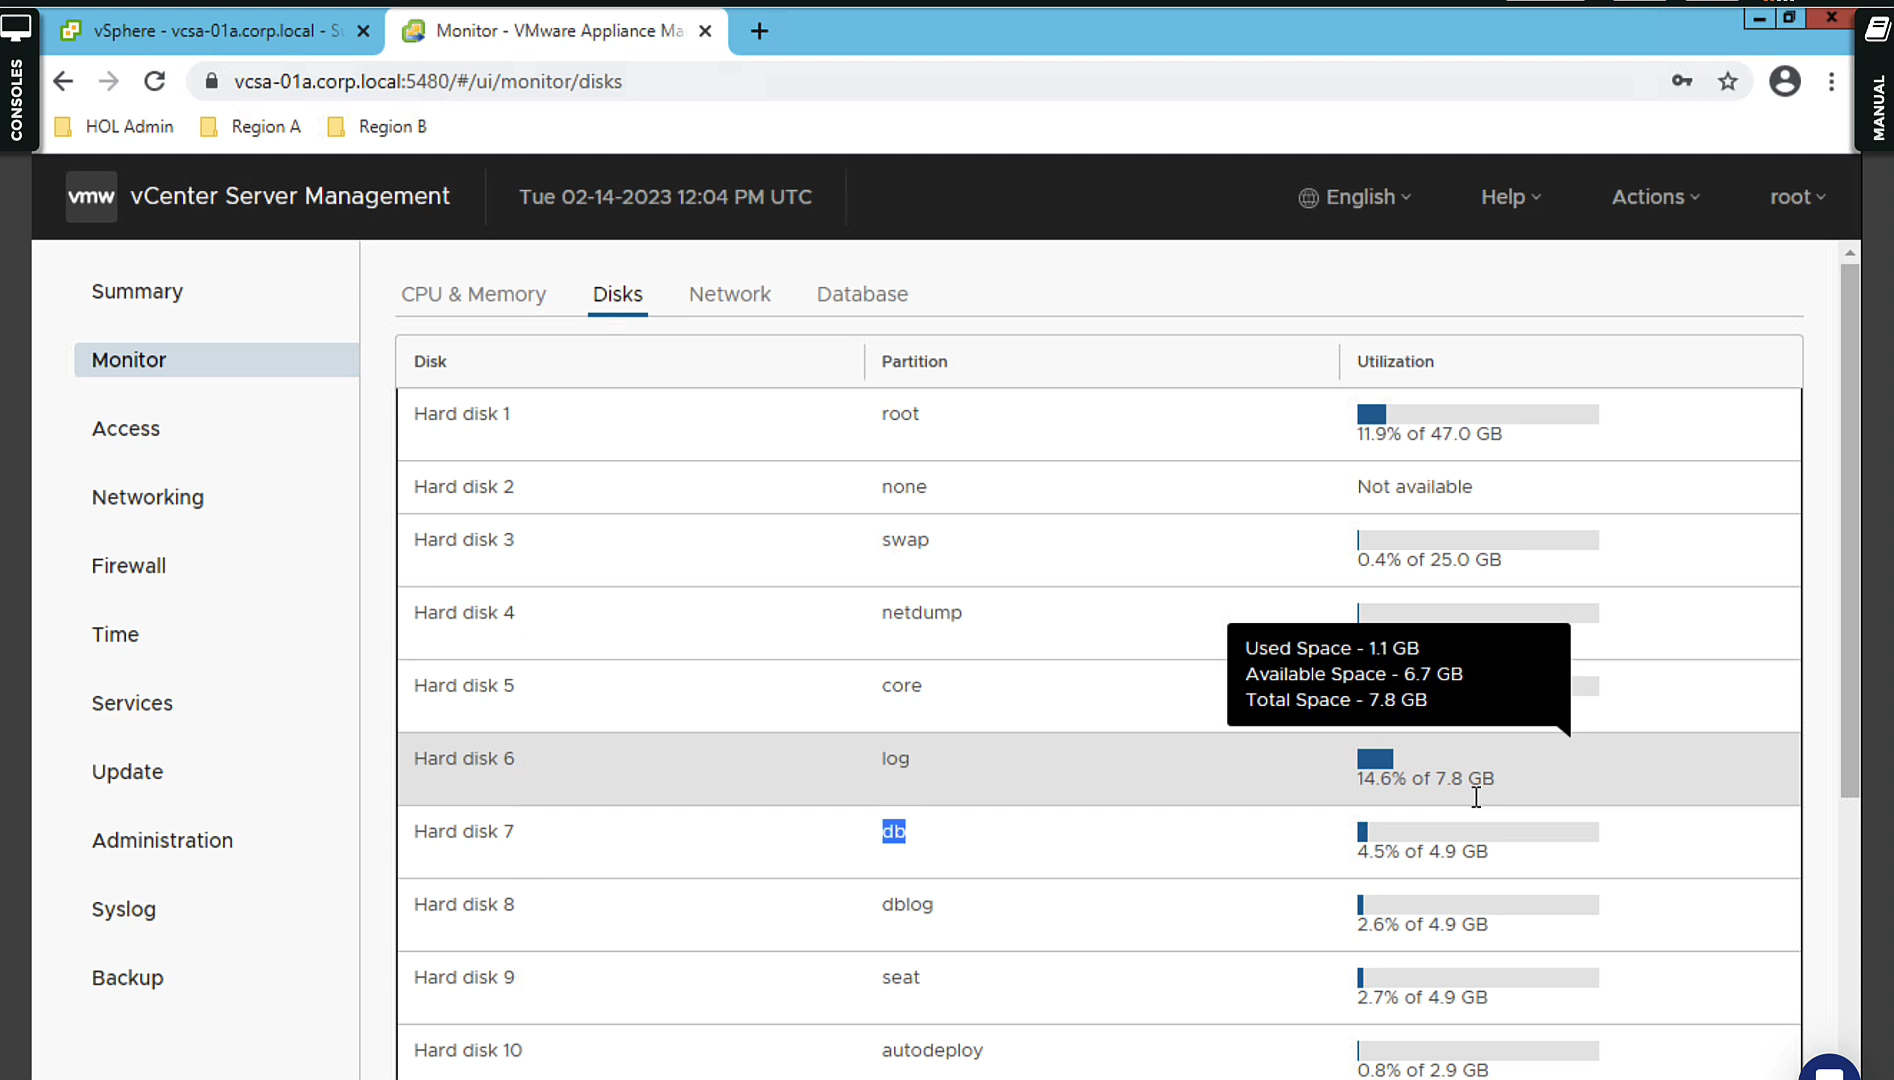 vSphere - vcsa-01a.corp.local - S
Monitor - VMware Appliance Ma
CONSOLES
MANUAL
vcsa-01a.corp.local:5480/#/ui/monitor/disks
HOL Admin
Region A
Region B
vmw
vCenter Server Management
Tue 02-14-2023 12:04 PM UTC
English
Help
Actions
root
Summary
Monitor
Access
Networking
Firewall
Time
Services
Update
Administration
Syslog
Backup
CPU & Memory
Disks
Network
Database
Disk Partition Utilization
Hard disk 1 root
11.9% of 47.0 GB
Hard disk 2 none Not available
Hard disk 3 swap
0.4% of 25.0 GB
Hard disk 4 netdump
Used Space - 1.1 GB
Available Space - 6.7 GB
Total Space - 7.8 GB
Hard disk 5 core
Hard disk 6 log
14.6% of 7.8 GB
Hard disk 7 db
4.5% of 4.9 GB
Hard disk 8 dblog
2.6% of 4.9 GB
Hard disk 9 seat
2.7% of 4.9 GB
Hard disk 10 autodeploy
0.8% of 2.9 GB